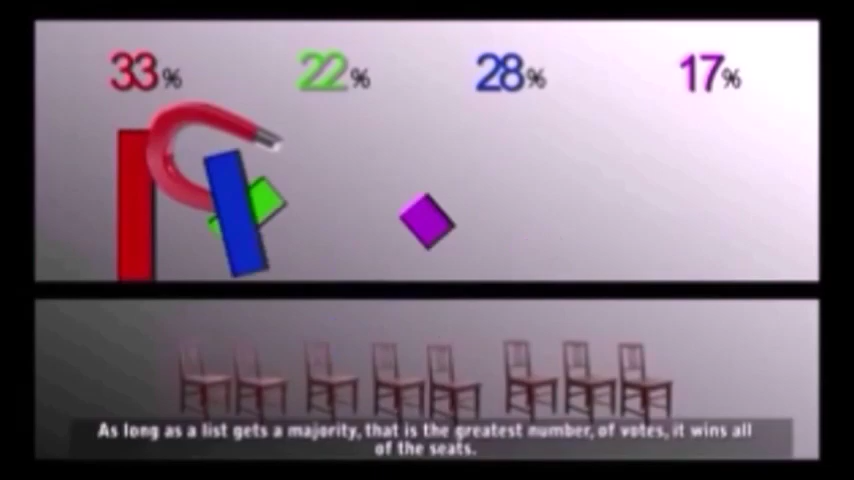 33% 22% 28% 17%
As long as a list gets a majority, that is the greatest number, of votes, it wins all
of the seats.